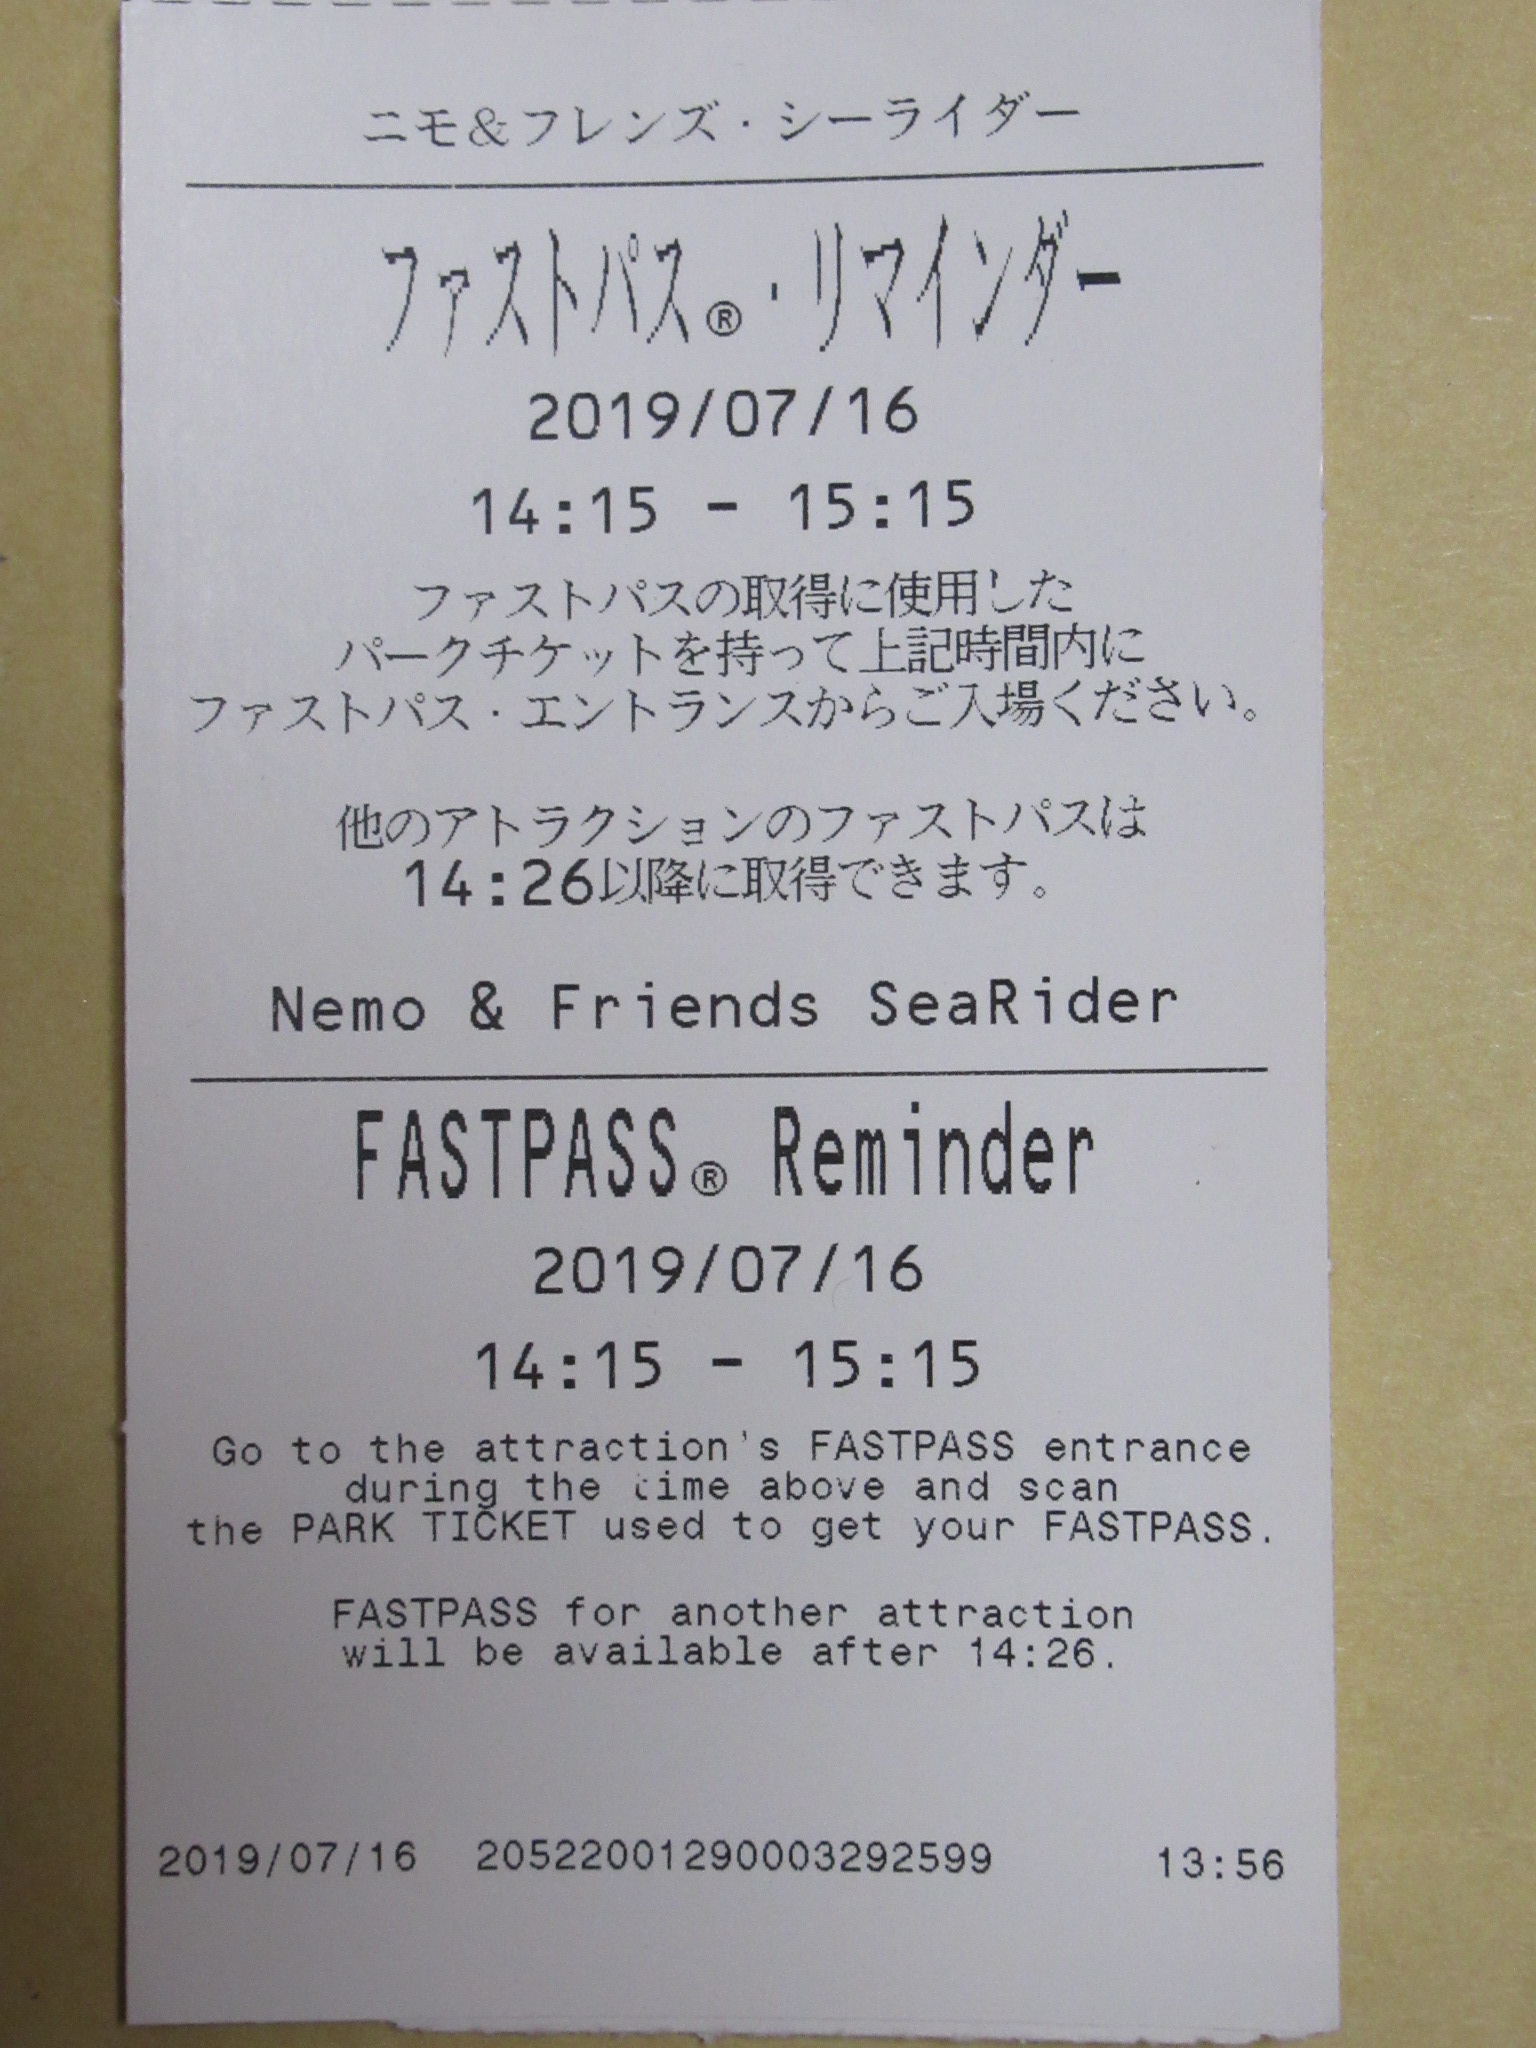 ニモ&フレンズ・シーライダー
ファストパス®・リマインダー
2019/07/16
14:15 - 15:15
ファストパスの取得に使用した
パークチケットを持って上記時間内に
ファストパス・エントランスからご入場ください。
他のアトラクションのファストパスは
14:26以降に取得できます。
Nemo & Friends SeaRider
FASTPASS® Reminder
2019/07/16
14:15 - 15:15
Go to the attraction's FASTPASS entrance
during the time above and scan
the PARK TICKET used to get your FASTPASS.
FASTPASS for another attraction
will be available after 14:26.
2019/07/16 20522001290003292599 13:56